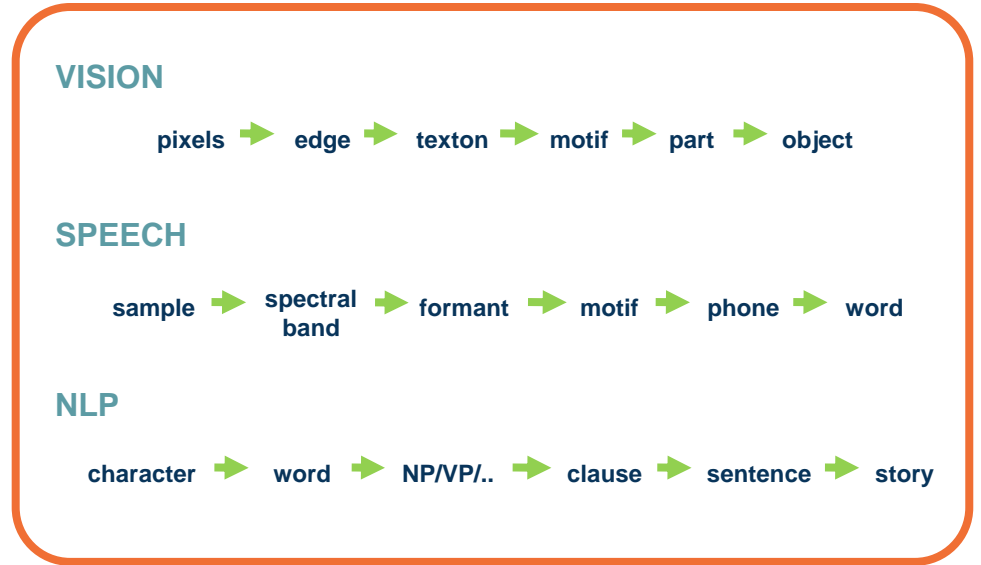 VISION
pixels edge texton motif part object
SPEECH
sample spectral band formant motif phone word
NLP
character word NP/VP/.. clause sentence story